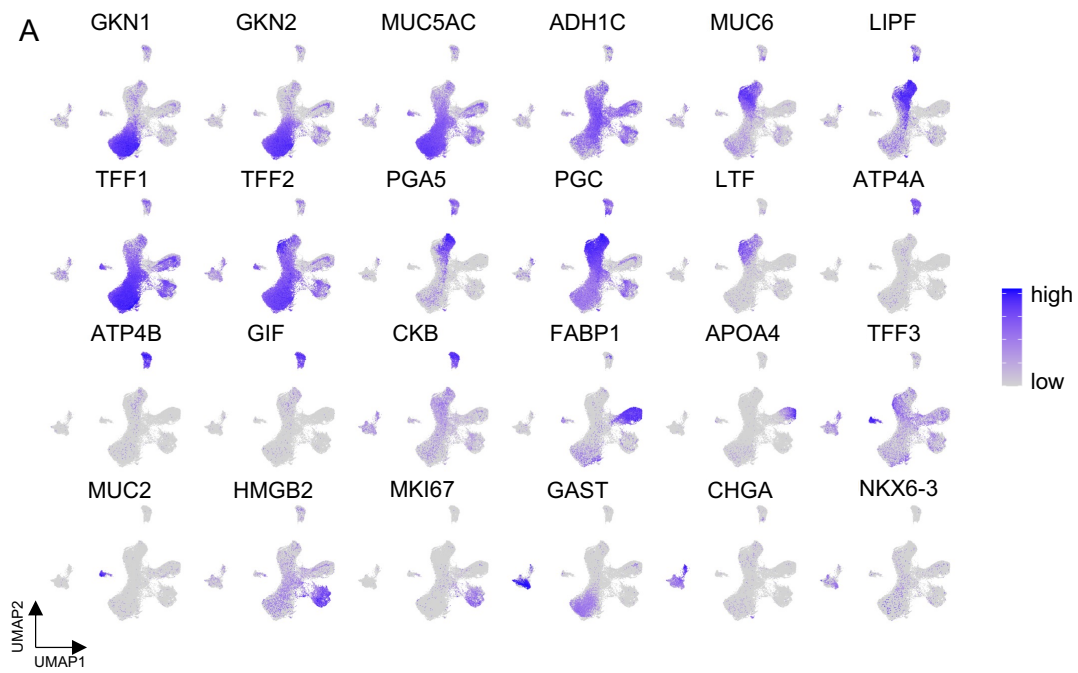 A
GKN1 GKN2 MUC5AC ADH1C MUC6 LIPF
TFF1 TFF2 PGA5 PGC LTF ATP4A
high
low
ATP4B GIF CKB FABP1 APOA4 TFF3
MUC2 HMGB2 MKI67 GAST CHGA NKX6-3
UMAP2
UMAP1